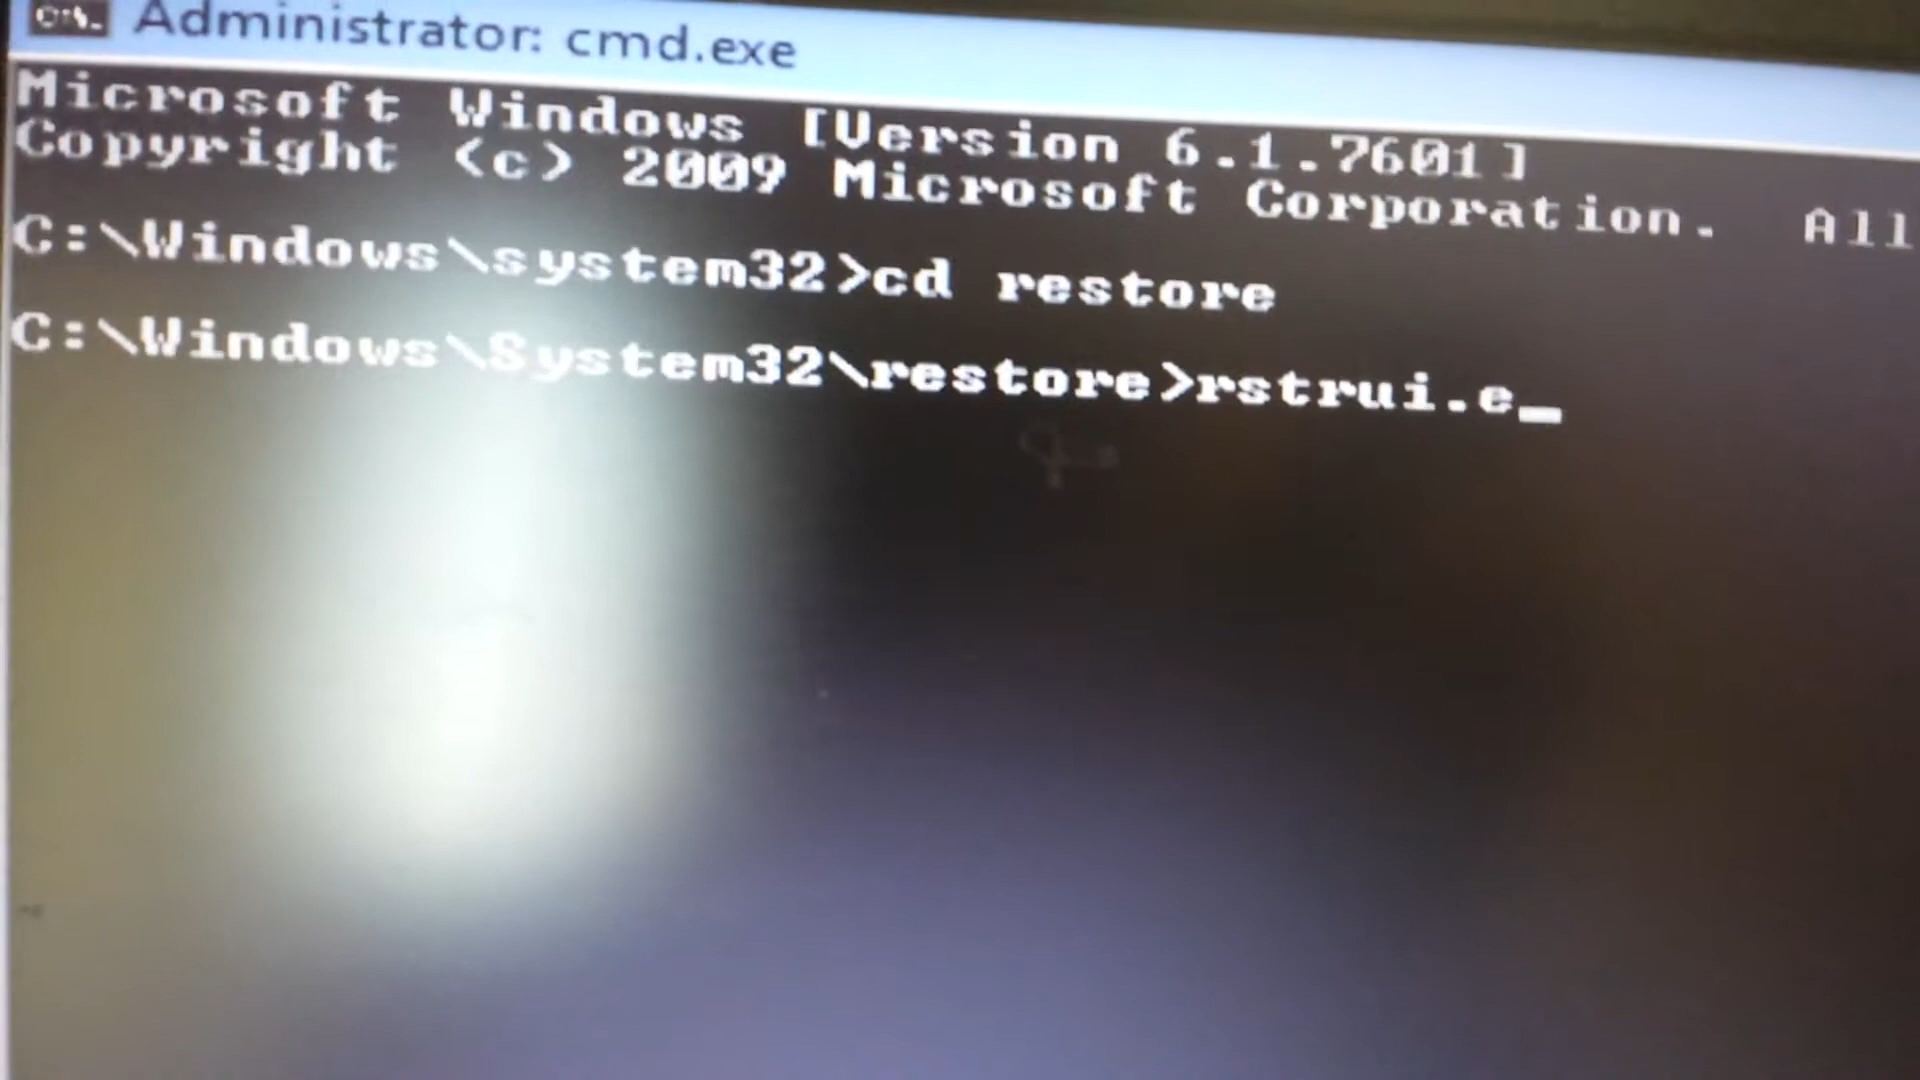 Administrator: cmd.exe
Microsoft Windows [Version 6.1.7601]
Copyright (c) 2009 Microsoft Corporation. All
C:\Windows\system32>cd restore
C:\Windows\System32\restore>rstrui.e_